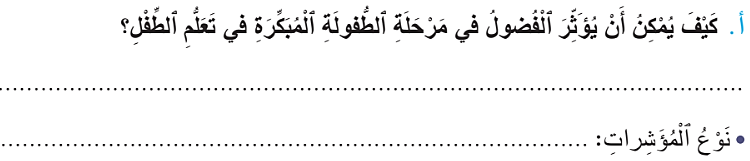 أ. كَيْفَ يُمْكِنُ أَنْ يُؤَثِّرَ ٱلْفُضولُ في مَرْحَلَةِ ٱلطُّفولَةِ ٱلْمُبَكِّرَةِ في تَعَلُّمِ ٱلطِّفْلِ؟
................................................................................
• نَوْعُ ٱلْمُؤَشِّراتِ: ................................................................................